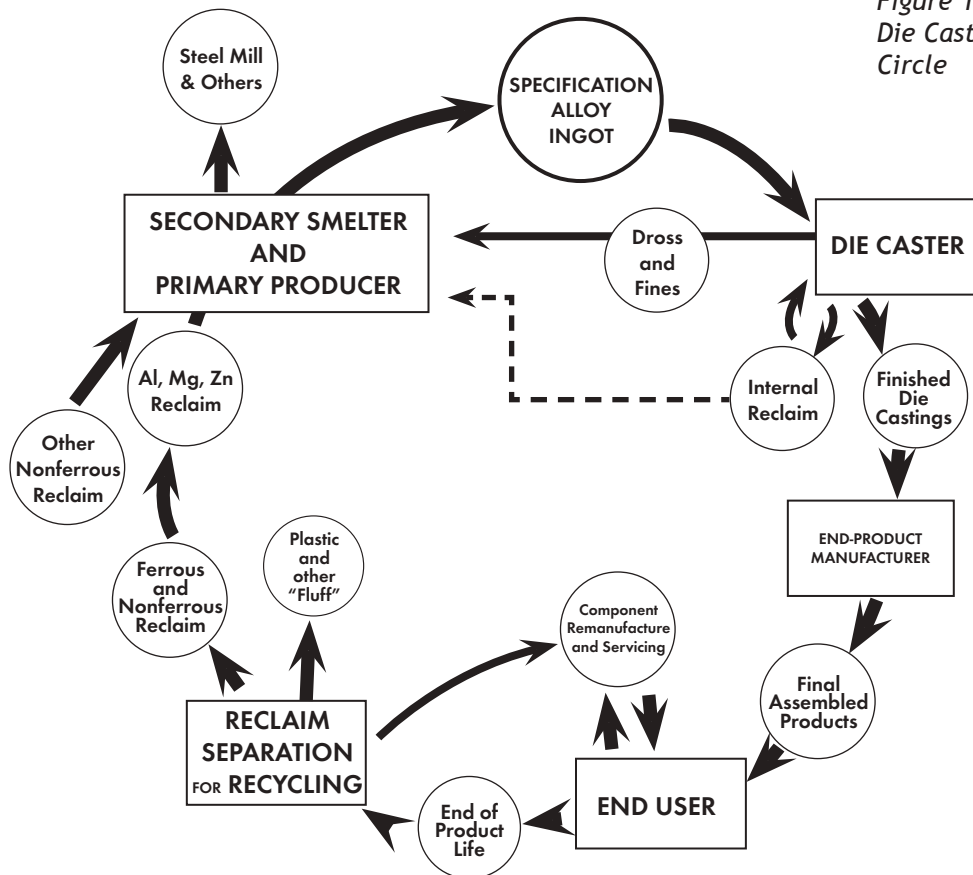 Figure
Die Cast
Circle
Steel Mill
& Others
SPECIFICATION
ALLOY
INGOT
SECONDARY SMELTER
AND
PRIMARY PRODUCER
Dross
and
Fines
DIE CASTER
Al, Mg, Zn
Reclaim
Internal
Reclaim
Finished
Die
Castings
Other
Nonferrous
Reclaim
END-PRODUCT
MANUFACTURER
Plastic
and
other
“Fluff”
Ferrous
and
Nonferrous
Reclaim
Component
Remanufacture
and Servicing
Final
Assembled
Products
RECLAIM
SEPARATION
FOR RECYCLING
END USER
End of
Product
Life